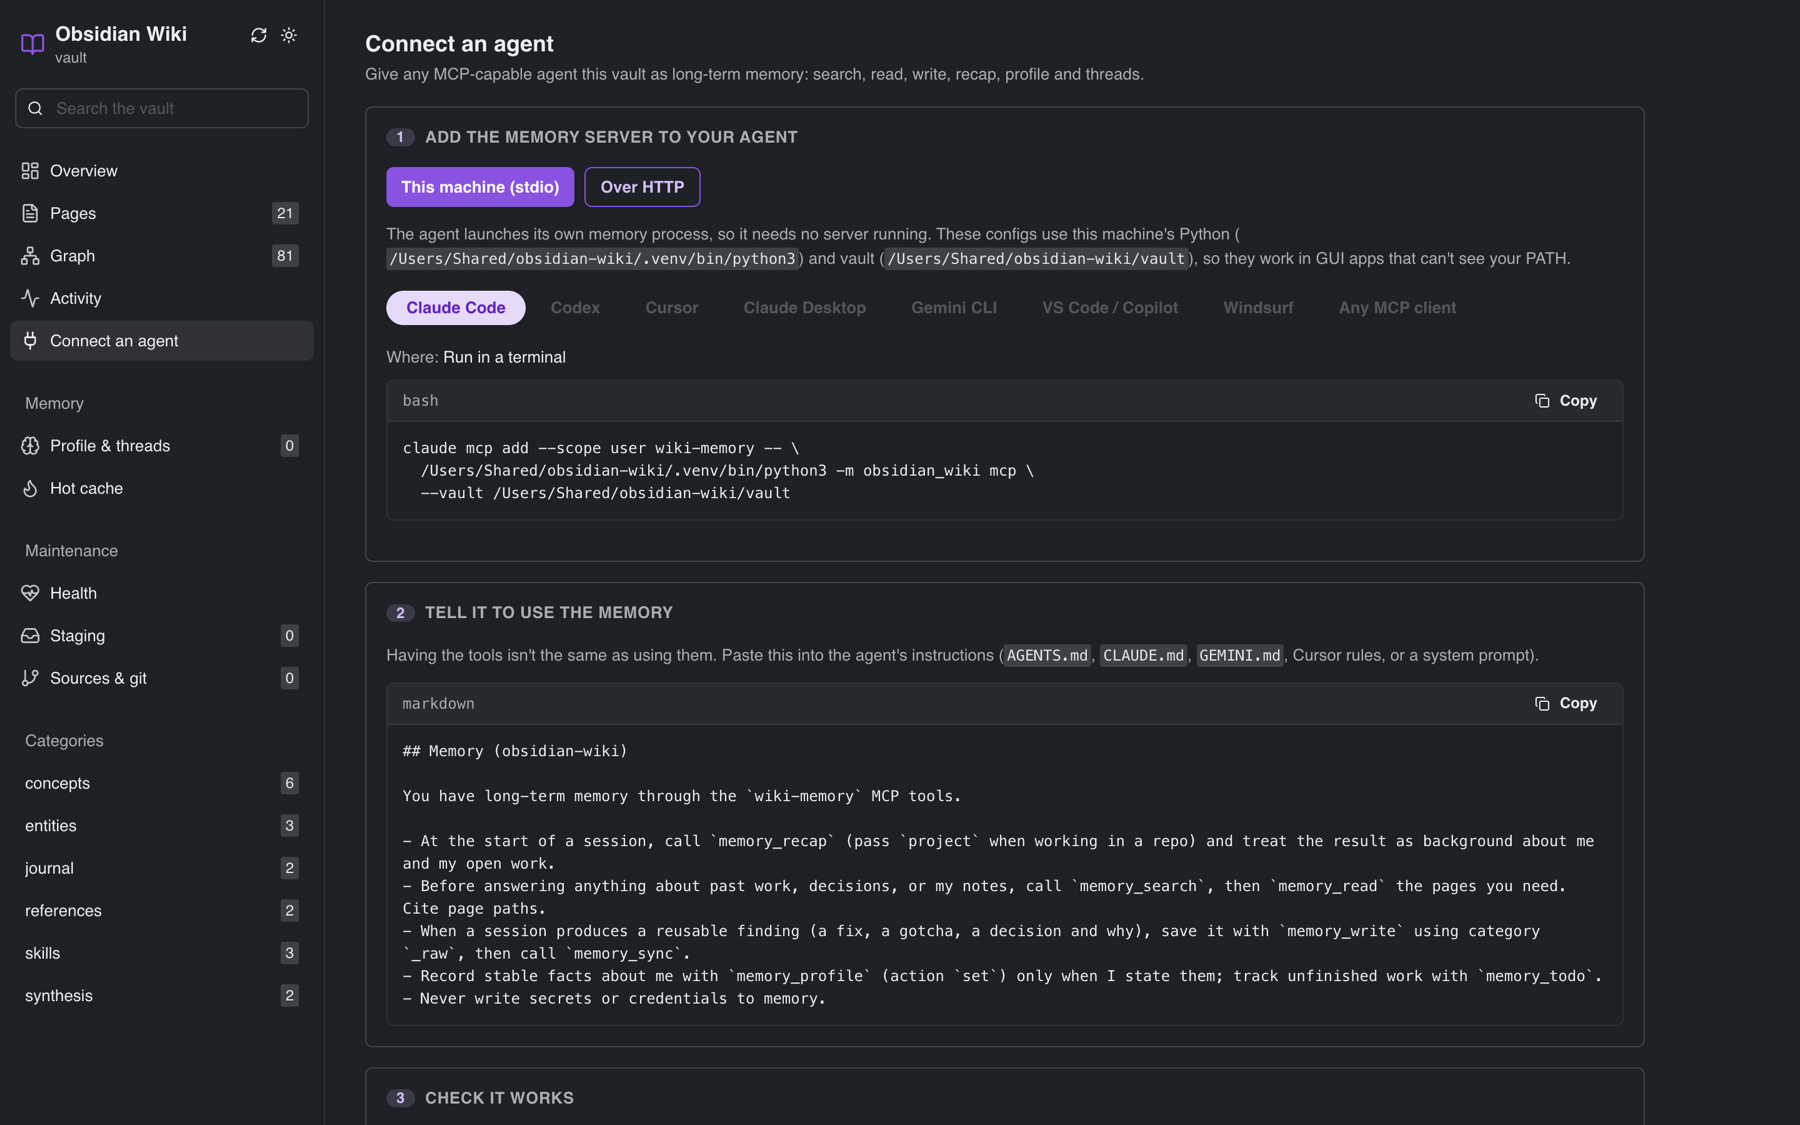 Obsidian Wiki
vault
Search the vault
Overview
Pages 21
Graph 81
Activity
Connect an agent
Memory
Profile & threads 0
Hot cache
Maintenance
Health
Staging 0
Sources & git 0
Categories
concepts 6
entities 3
journal 2
references 2
skills 3
synthesis 2
Connect an agent
Give any MCP-capable agent this vault as long-term memory: search, read, write, recap, profile and threads.
1 ADD THE MEMORY SERVER TO YOUR AGENT
This machine (stdio) Over HTTP
The agent launches its own memory process, so it needs no server running. These configs use this machine's Python (
/Users/Shared/obsidian-wiki/.venv/bin/python3) and vault (/Users/Shared/obsidian-wiki/vault), so they work in GUI apps that can't see your PATH.
Claude Code Codex Cursor Claude Desktop Gemini CLI VS Code / Copilot Windsurf Any MCP client
Where: Run in a terminal
bash Copy
claude mcp add --scope user wiki-memory -- \
/Users/Shared/obsidian-wiki/.venv/bin/python3 -m obsidian_wiki mcp \
--vault /Users/Shared/obsidian-wiki/vault
2 TELL IT TO USE THE MEMORY
Having the tools isn't the same as using them. Paste this into the agent's instructions (AGENTS.md, CLAUDE.md, GEMINI.md, Cursor rules, or a system prompt).
markdown Copy
## Memory (obsidian-wiki)
You have long-term memory through the `wiki-memory` MCP tools.
- At the start of a session, call `memory_recap` (pass `project` when working in a repo) and treat the result as background about me
and my open work.
- Before answering anything about past work, decisions, or my notes, call `memory_search`, then `memory_read` the pages you need.
Cite page paths.
- When a session produces a reusable finding (a fix, a gotcha, a decision and why), save it with `memory_write` using category
`_raw`, then call `memory_sync`.
- Record stable facts about me with `memory_profile` (action `set`) only when I state them; track unfinished work with `memory_todo`.
- Never write secrets or credentials to memory.
3 CHECK IT WORKS